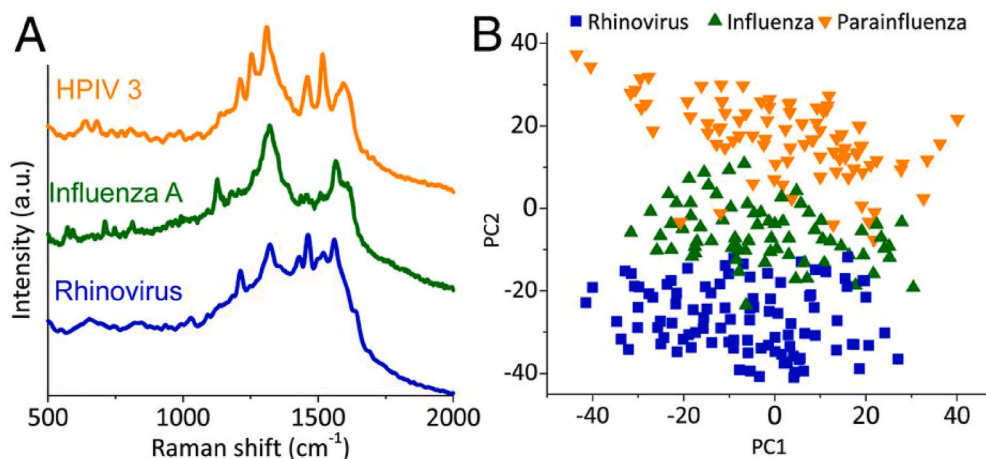 A
HPIV 3
Influenza A
Rhinovirus
Intensity (a.u.)
500 1000 1500 2000
Raman shift (cm⁻¹)
B
Rhinovirus Influenza Parainfluenza
40
20
0
-20
-40
PC2
-40 -20 0 20 40
PC1